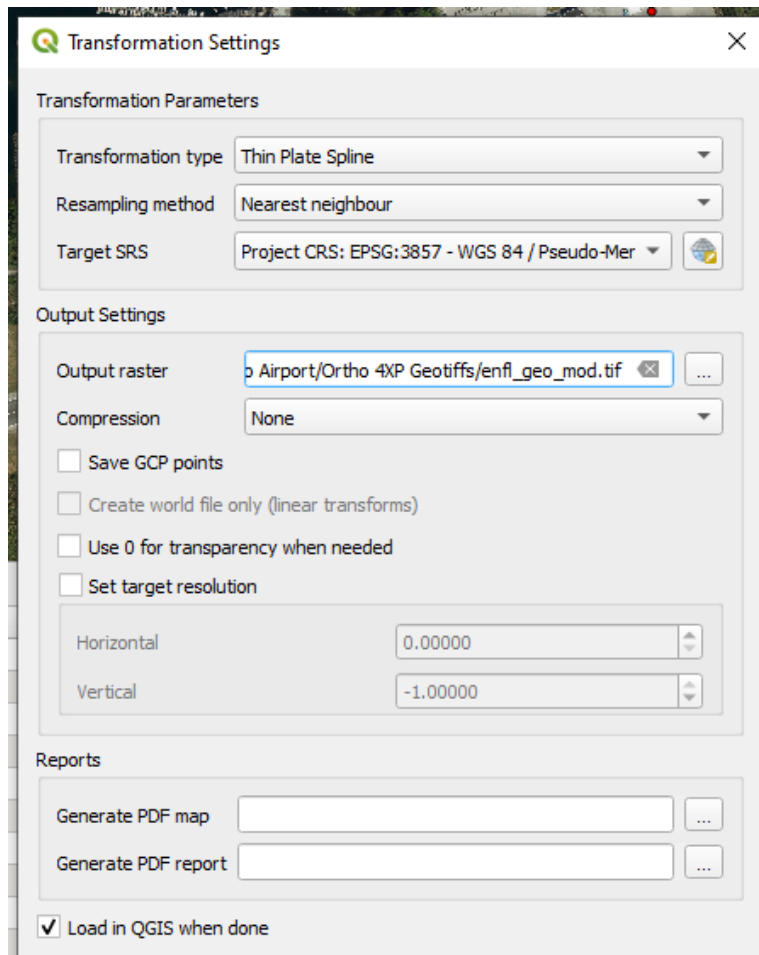 Transformation Settings
Transformation Parameters
Transformation type Thin Plate Spline
Resampling method Nearest neighbour
Target SRS Project CRS: EPSG:3857 - WGS 84 / Pseudo-Mer
Output Settings
Output raster o Airport/Ortho 4XP Geotiffs/enfl_geo_mod.tif ...
Compression None
Save GCP points
Create world file only (linear transforms)
Use 0 for transparency when needed
Set target resolution
Horizontal 0.00000
Vertical -1.00000
Reports
Generate PDF map ...
Generate PDF report ...
Load in QGIS when done